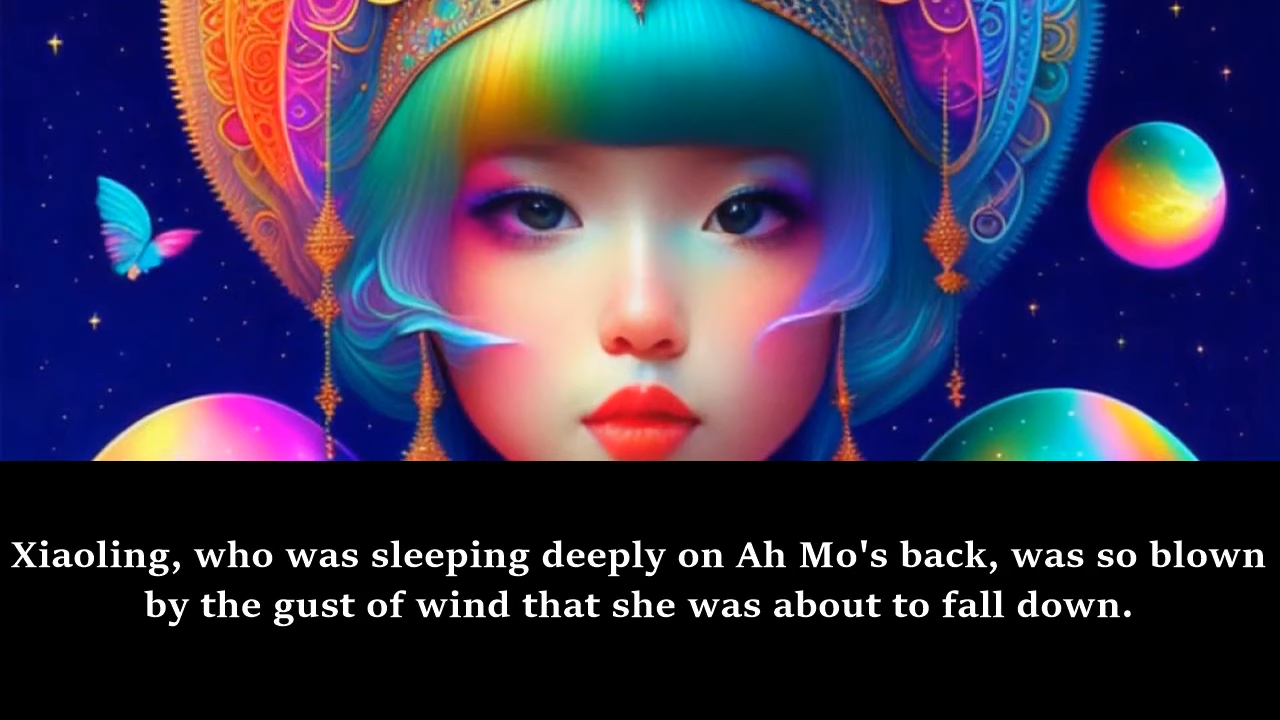 Xiaoling, who was sleeping deeply on Ah Mo's back, was so blown
by the gust of wind that she was about to fall down.